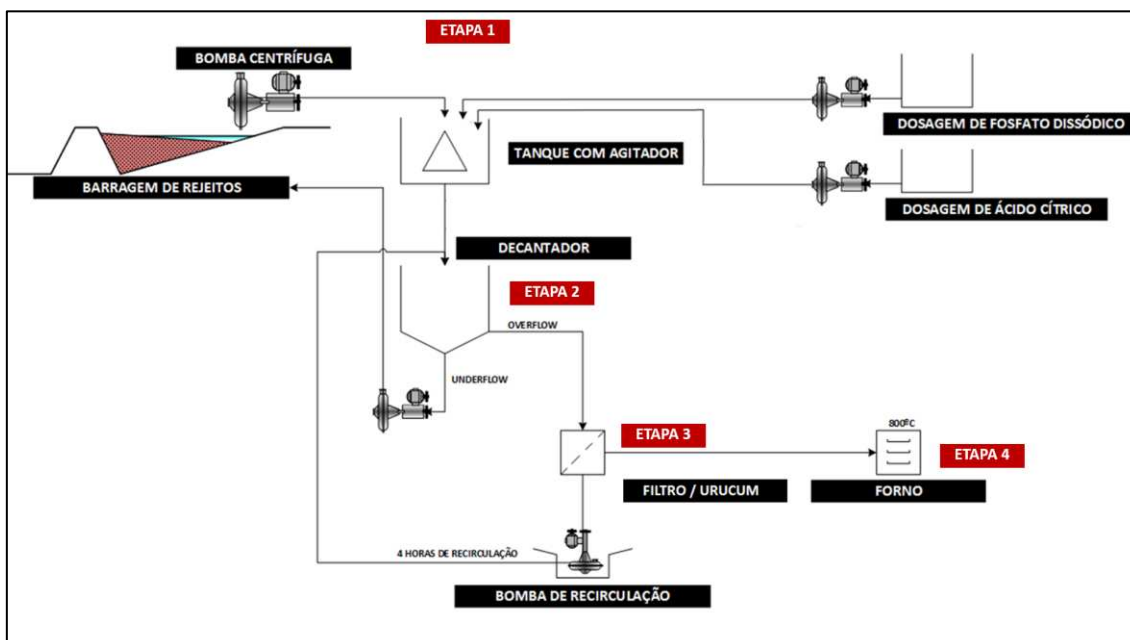 ETAPA 1
BOMBA CENTRÍFUGA
DOSAGEM DE FOSFATO DISSÓDICO
TANQUE COM AGITADOR
BARRAGEM DE REJEITOS
DOSAGEM DE ÁCIDO CÍTRICO
DECANTADOR
ETAPA 2
OVERFLOW
UNDERFLOW
800ºC
ETAPA 3
ETAPA 4
FILTRO / URUCUM
FORNO
4 HORAS DE RECIRCULAÇÃO
BOMBA DE RECIRCULAÇÃO